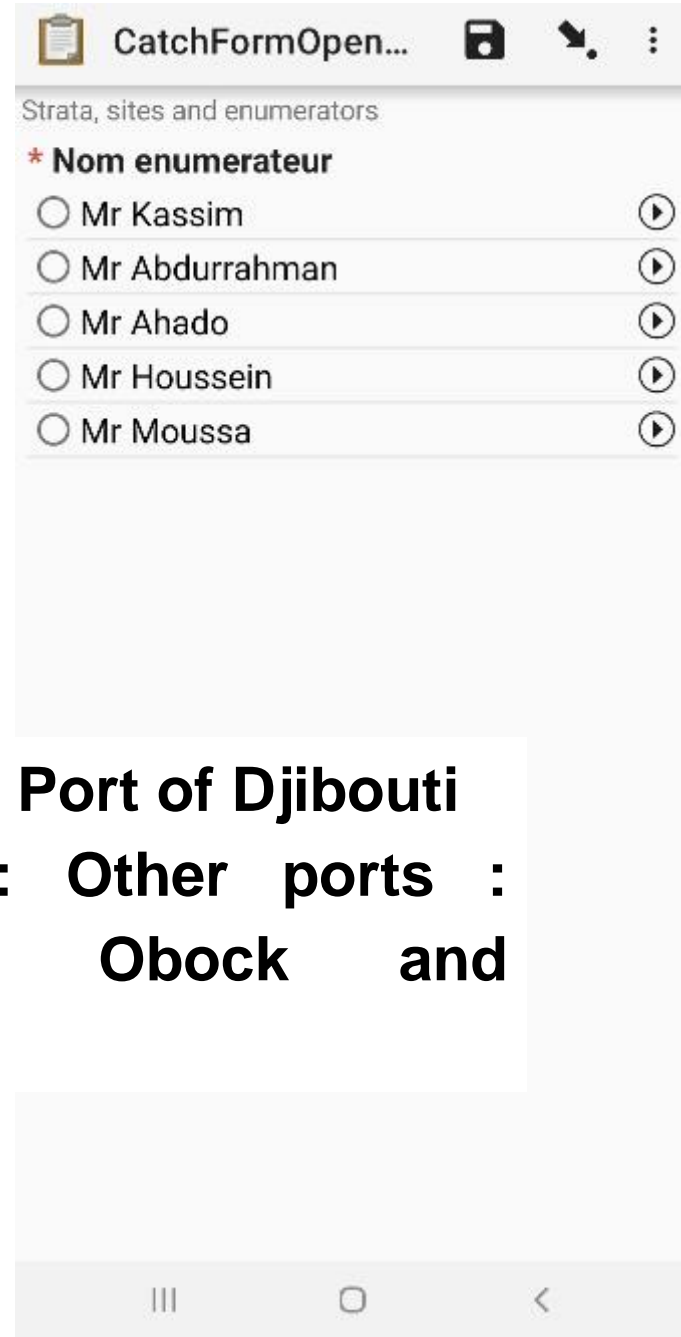 CatchFormOpen...
Strata, sites and enumerators
* Nom enumerateur
Mr Kassim
Mr Abdurrahman
Mr Ahado
Mr Houssein
Mr Moussa
Port of Djibouti
: Other ports :
Obock and